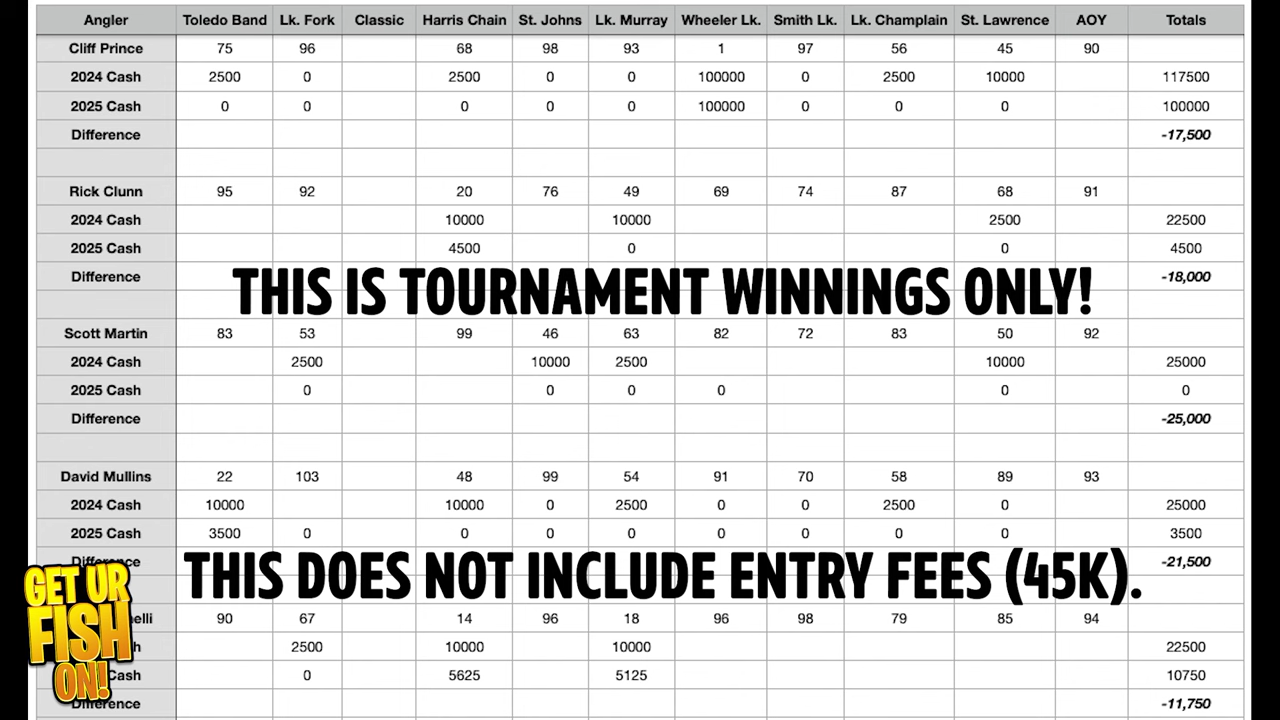 Angler Toledo Band Lk. Fork Classic Harris Chain St. Johns Lk. Murray Wheeler Lk. Smith Lk. Lk. Champlain St. Lawrence AOY Totals
Cliff Prince 75 96 68 98 93 1 97 56 45 90
2024 Cash 2500 0 2500 0 0 100000 0 2500 10000 117500
2025 Cash 0 0 0 0 0 100000 0 0 0 100000
Difference -17,500
Rick Clunn 95 92 20 76 49 69 74 87 68 91
2024 Cash 10000 10000 2500 22500
2025 Cash 4500 0 0 4500
Difference -18,000
THIS IS TOURNAMENT WINNINGS ONLY!
Scott Martin 83 53 99 46 63 82 72 83 50 92
2024 Cash 2500 10000 2500 10000 25000
2025 Cash 0 0 0 0 0 0
Difference -25,000
David Mullins 22 103 48 99 54 91 70 58 89 93
2024 Cash 10000 10000 0 2500 0 0 2500 0 25000
2025 Cash 3500 0 0 0 0 0 0 0 0 3500
Difference -21,500
THIS DOES NOT INCLUDE ENTRY FEES (45K).
90 67 14 96 18 96 98 79 85 94
2500 10000 10000 22500
Cash 0 5625 5125 10750
Difference -11,750
GET UR
FISH
ON!